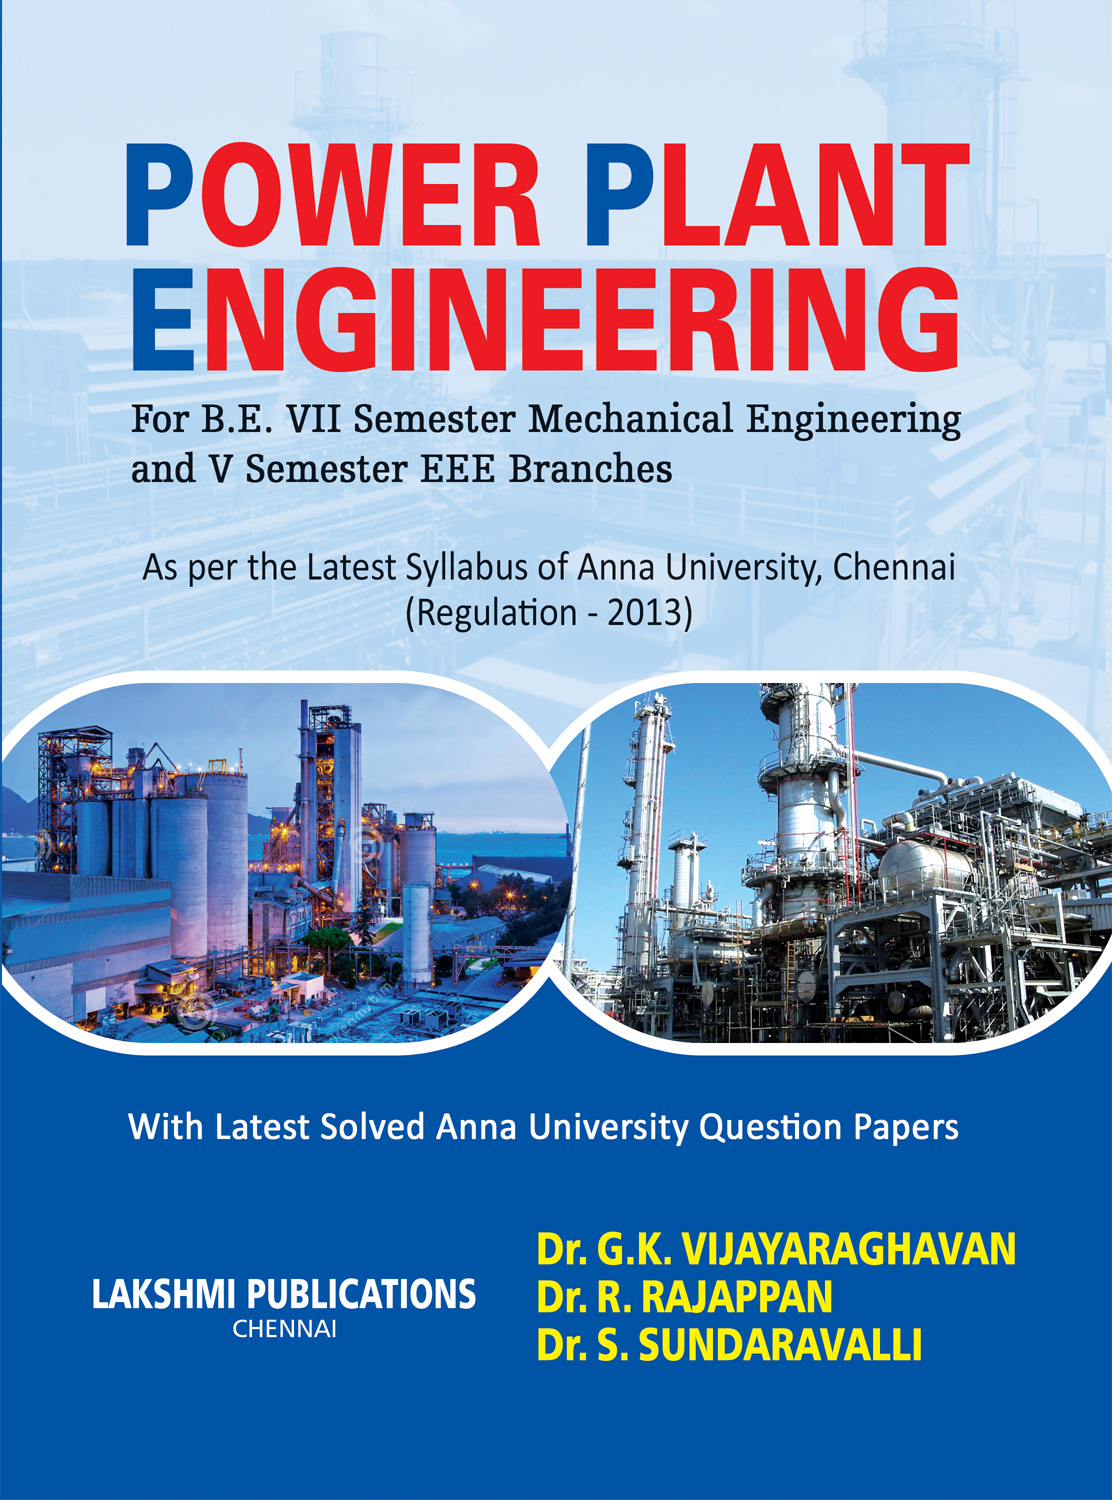 POWER PLANT
ENGINEERING
For B.E. VII Semester Mechanical Engineering
and V Semester EEE Branches
As per the Latest Syllabus of Anna University, Chennai
(Regulation - 2013)
With Latest Solved Anna University Question Papers
Dr. G.K. VIJAYARAGHAVAN
LAKSHMI PUBLICATIONS
Dr. R. RAJAPPAN
CHENNAI
Dr. S. SUNDARAVALLI